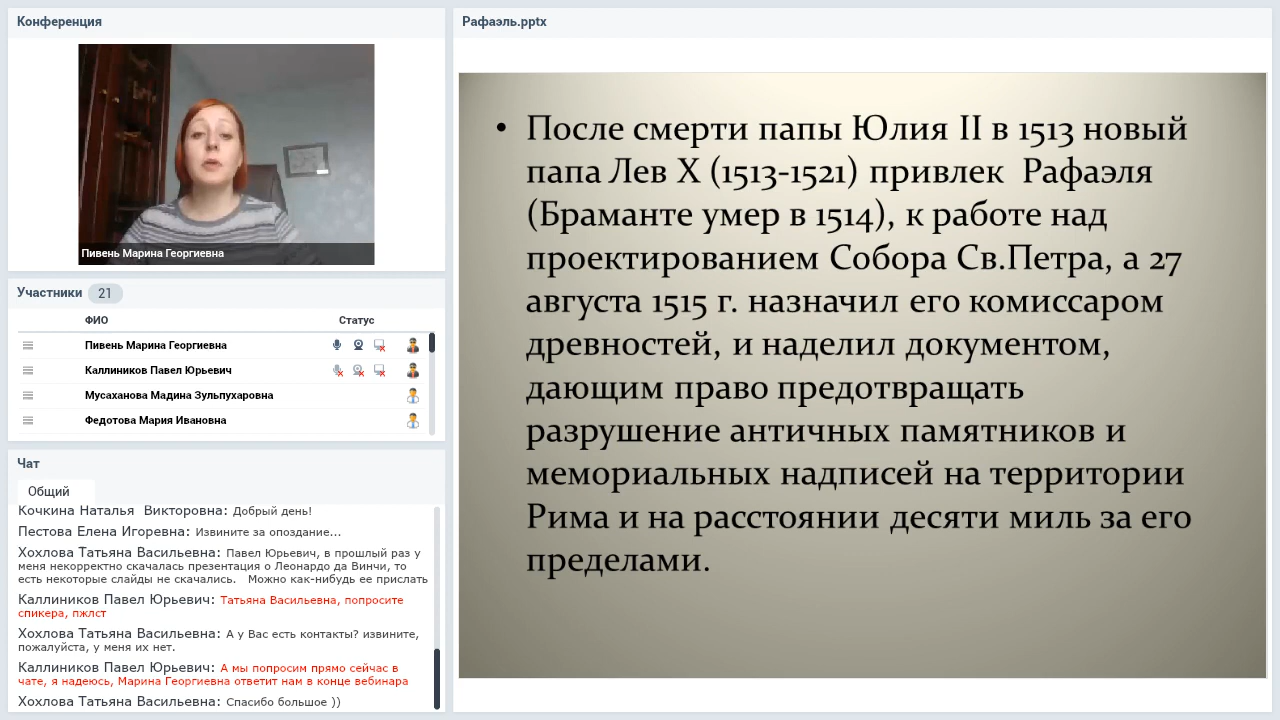 Конференция
Пивень Марина Георгиевна
Участники 21
ФИО Статус
Пивень Марина Георгиевна
Каллиников Павел Юрьевич
Мусаханова Мадина Зульпухаровна
Федотова Мария Ивановна
Чат
Общий
Кочкина Наталья  Викторовна: Добрый день!
Пестова Елена Игоревна: Извините за опоздание...
Хохлова Татьяна Васильевна: Павел Юрьевич, в прошлый раз у
меня некорректно скачалась презентация о Леонардо да Винчи, то
есть некоторые слайды не скачались.   Можно как-нибудь ее прислать
Каллиников Павел Юрьевич: Татьяна Васильевна, попросите
спикера, пжлст
Хохлова Татьяна Васильевна: А у Вас есть контакты? извините,
пожалуйста, у меня их нет.
Каллиников Павел Юрьевич: А мы попросим прямо сейчас в
чате, я надеюсь, Марина Георгиевна ответит нам в конце вебинара
Хохлова Татьяна Васильевна: Спасибо большое ))
Рафаэль.pptx
• После смерти папы Юлия II в 1513 новый
папа Лев X (1513-1521) привлек  Рафаэля
(Браманте умер в 1514), к работе над
проектированием Собора Св.Петра, а 27
августа 1515 г. назначил его комиссаром
древностей, и наделил документом,
дающим право предотвращать
разрушение античных памятников и
мемориальных надписей на территории
Рима и на расстоянии десяти миль за его
пределами.